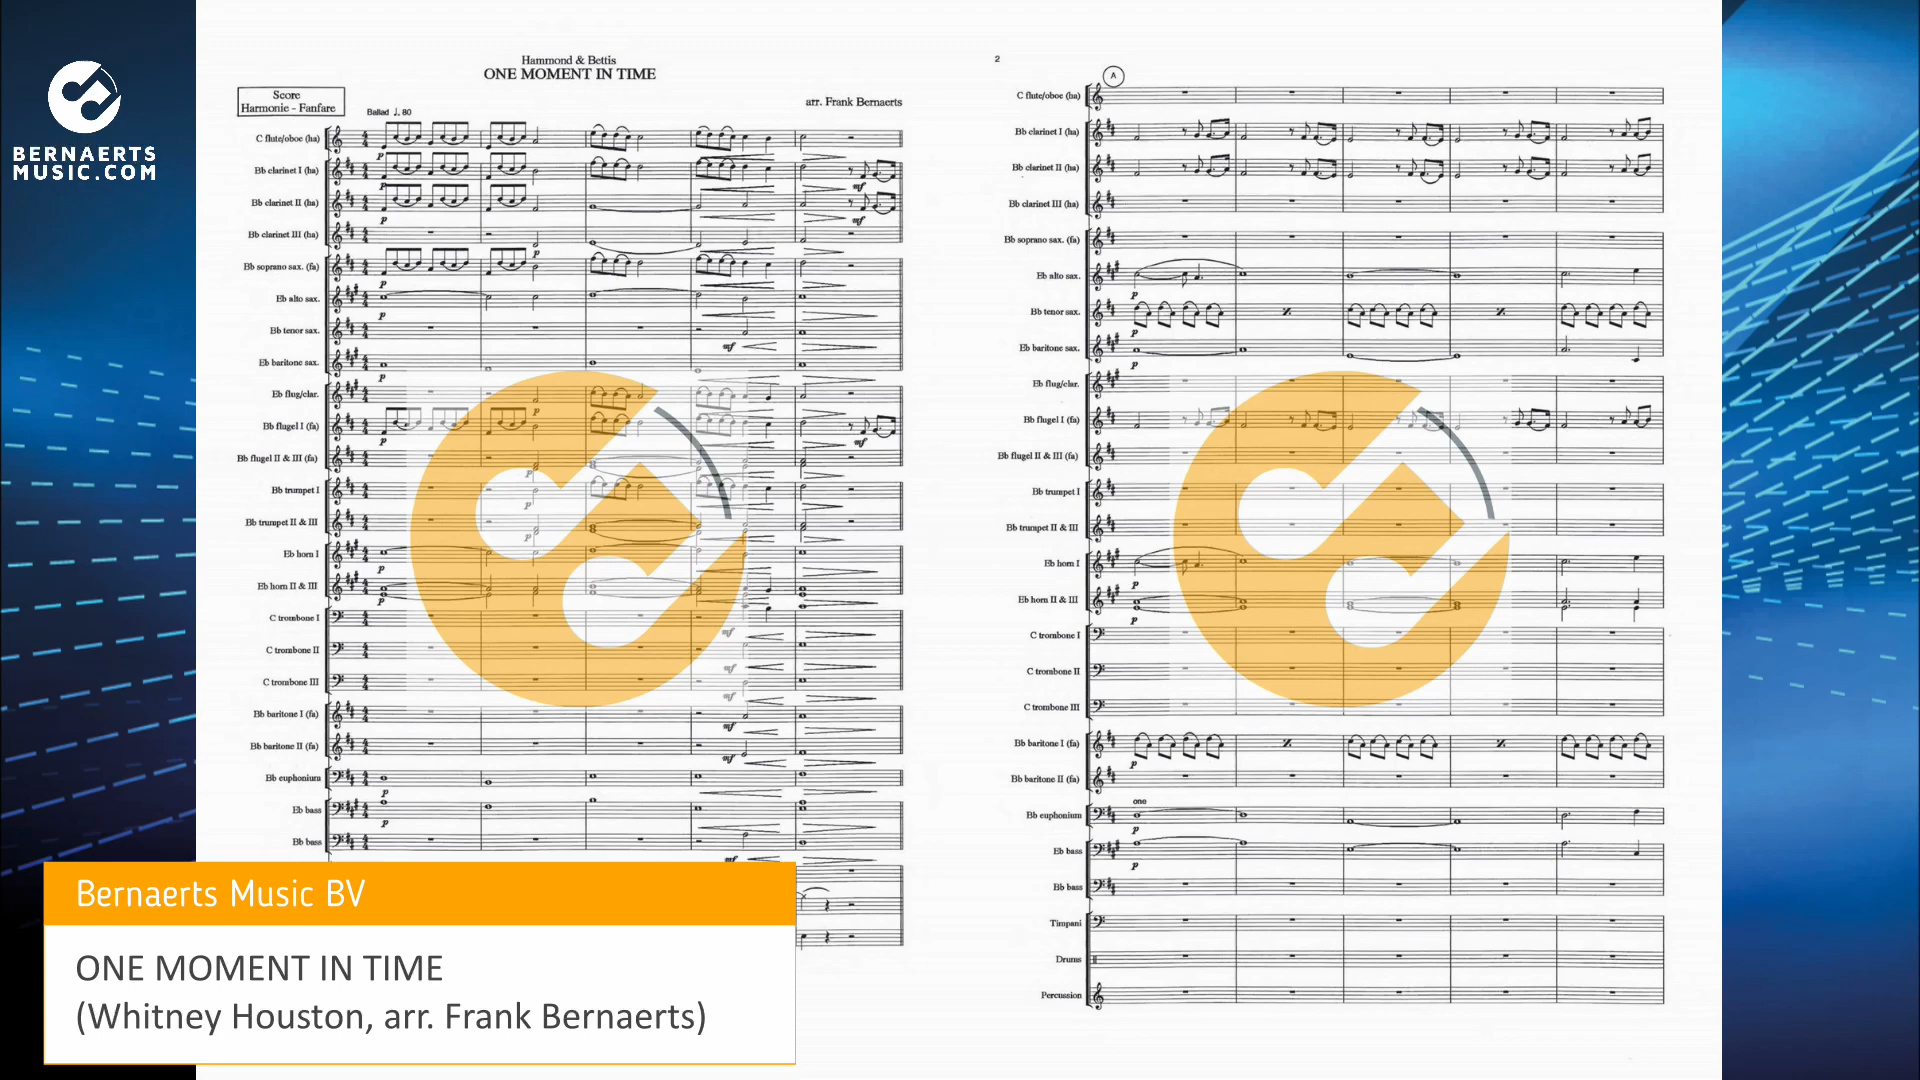 BERNAERTS
MUSIC.COM
Hammond & Bettis
ONE MOMENT IN TIME
Score
Harmonie - Fanfare
Ballad ♩. 80
arr. Frank Bernaerts
C flute/oboe (ha)
Bb clarinet I (ha)
Bb clarinet II (ha)
Bb clarinet III (ha)
Bb soprano sax. (fa)
Eb alto sax.
Bb tenor sax.
Eb baritone sax.
Eb flug/clar.
Bb flugel I (fa)
Bb flugel II & III (fa)
Bb trumpet I
Bb trumpet II & III
Eb horn I
Eb horn II & III
C trombone I
C trombone II
C trombone III
Bb baritone I (fa)
Bb baritone II (fa)
Bb euphonium
Eb bass
Bb bass
2
A
C flute/oboe (ha)
Bb clarinet I (ha)
Bb clarinet II (ha)
Bb clarinet III (ha)
Bb soprano sax. (fa)
Eb alto sax.
Bb tenor sax.
Eb baritone sax.
Eb flug/clar.
Bb flugel I (fa)
Bb flugel II & III (fa)
Bb trumpet I
Bb trumpet II & III
Eb horn I
Eb horn II & III
C trombone I
C trombone II
C trombone III
Bb baritone I (fa)
Bb baritone II (fa)
one
Bb euphonium
Eb bass
Bb bass
Timpani
Drums
Percussion
Bernaerts Music BV
ONE MOMENT IN TIME
(Whitney Houston, arr. Frank Bernaerts)